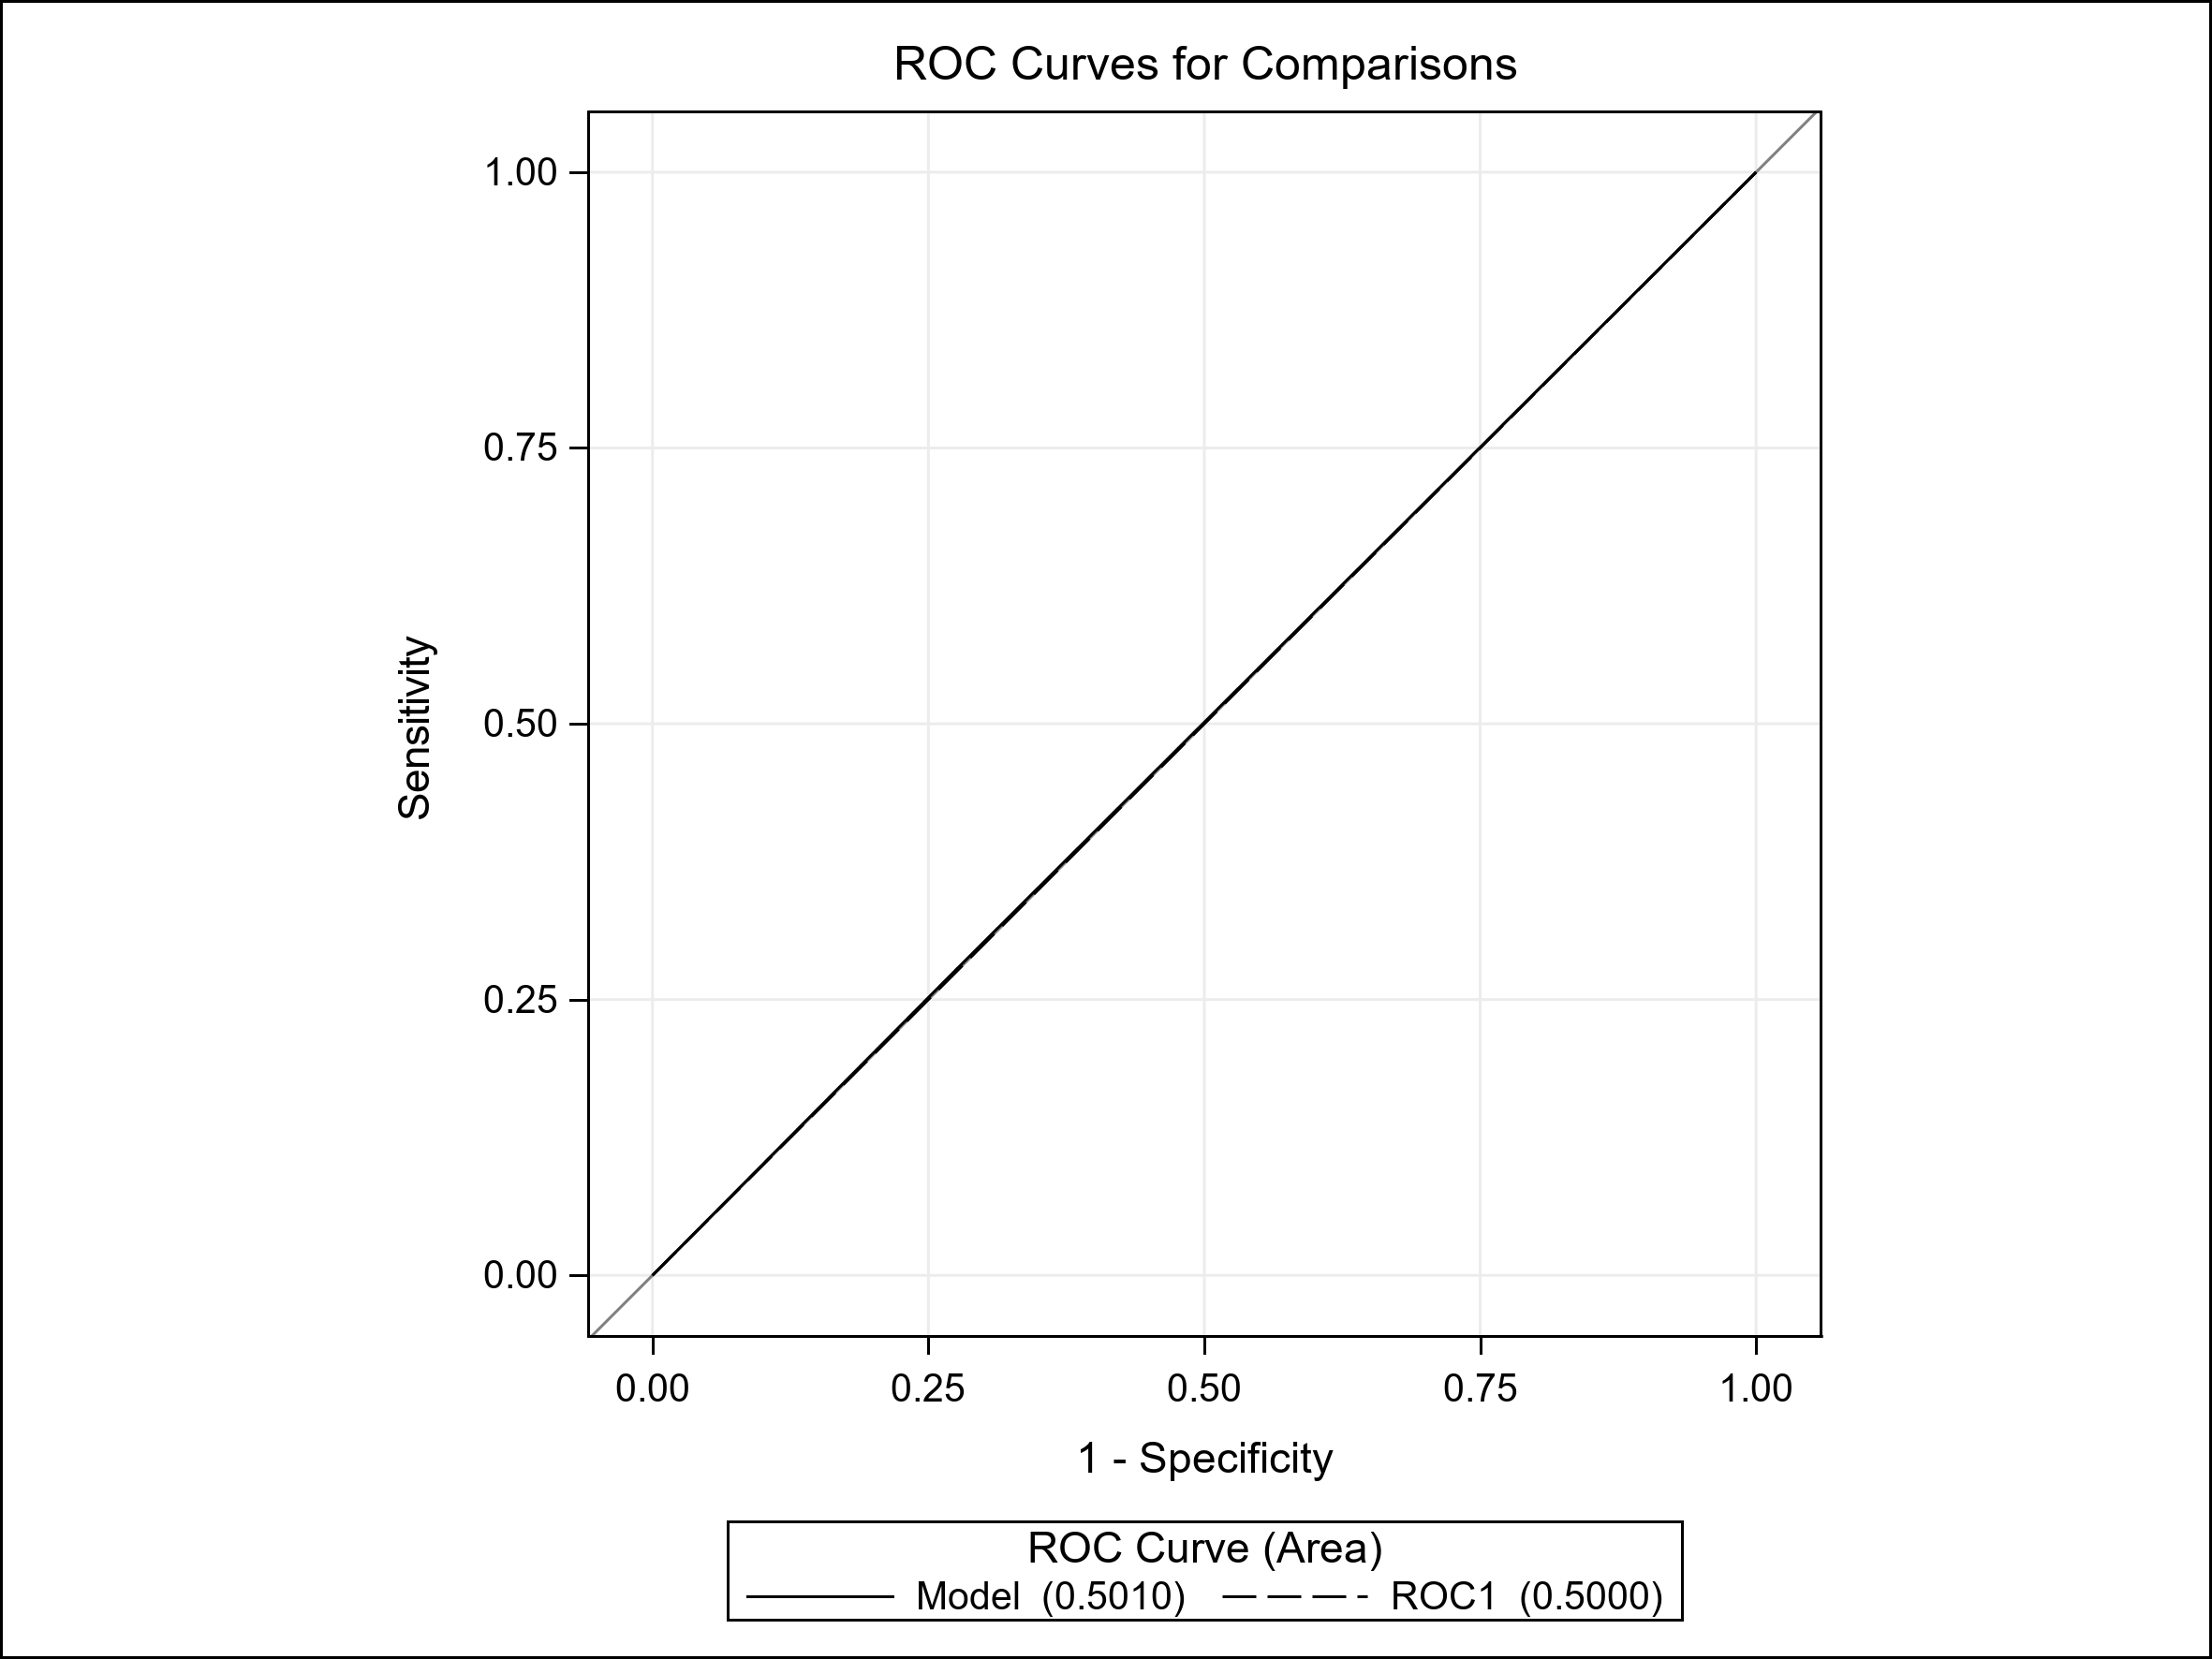 ROC Curves for Comparisons
1.00
0.75
0.50
0.25
0.00
Sensitivity
0.00 0.25 0.50 0.75 1.00
1 - Specificity
ROC Curve (Area)
Model (0.5010) ROC1 (0.5000)